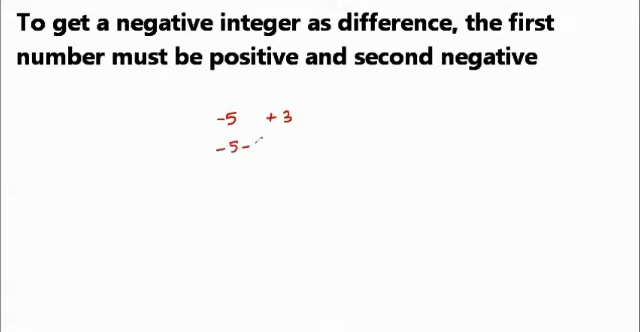 To get a negative integer as difference, the first
number must be positive and second negative
-5 + 3
-5-